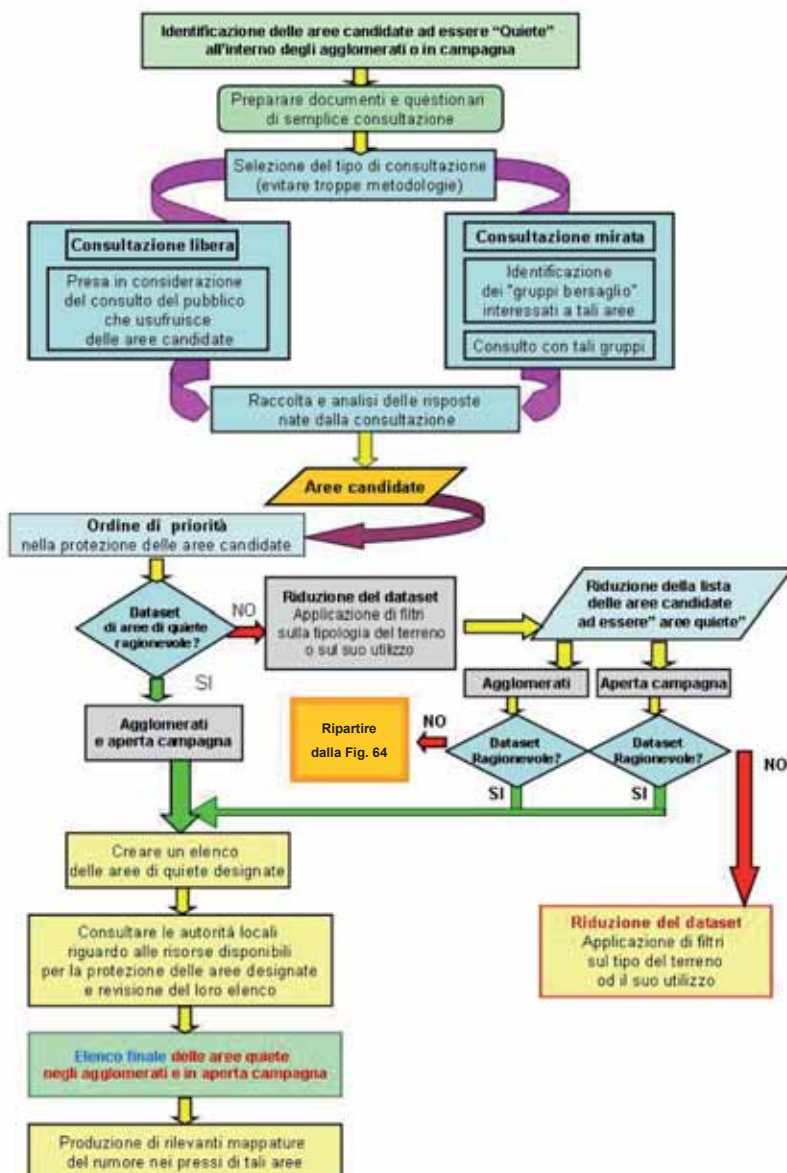 Identificazione delle aree candidate ad essere “Quiete”
all'interno degli agglomerati o in campagna
Preparare documenti e questionari
di semplice consultazione
Selezione del tipo di consultazione
(evitare troppe metodologie)
Consultazione libera
Presa in considerazione
del consulto del pubblico
che usufruisce
delle aree candidate
Consultazione mirata
Identificazione
dei "gruppi bersaglio"
interessati a tali aree
Consulto con tali gruppi
Raccolta e analisi delle risposte
nate dalla consultazione
Aree candidate
Ordine di priorità
nella protezione delle aree candidate
Dataset
di aree di quiete
ragionevole?
NO
SI
Riduzione del dataset
Applicazione di filtri
sulla tipologia del terreno
o sul suo utilizzo
Riduzione della lista
delle aree candidate
ad essere” aree quiete”
Agglomerati
Aperta campagna
Agglomerati
e aperta campagna
Ripartire
dalla Fig. 64
NO
Dataset
Ragionevole?
SI
Dataset
Ragionevole?
SI
NO
Creare un elenco
delle aree di quiete designate
Consultare le autorità locali
riguardo alle risorse disponibili
per la protezione delle aree designate
e revisione del loro elenco
Riduzione del dataset
Applicazione di filtri
sul tipo del terreno
od il suo utilizzo
Elenco finale delle aree quiete
negli agglomerati e in aperta campagna
Produzione di rilevanti mappature
del rumore nei pressi di tali aree